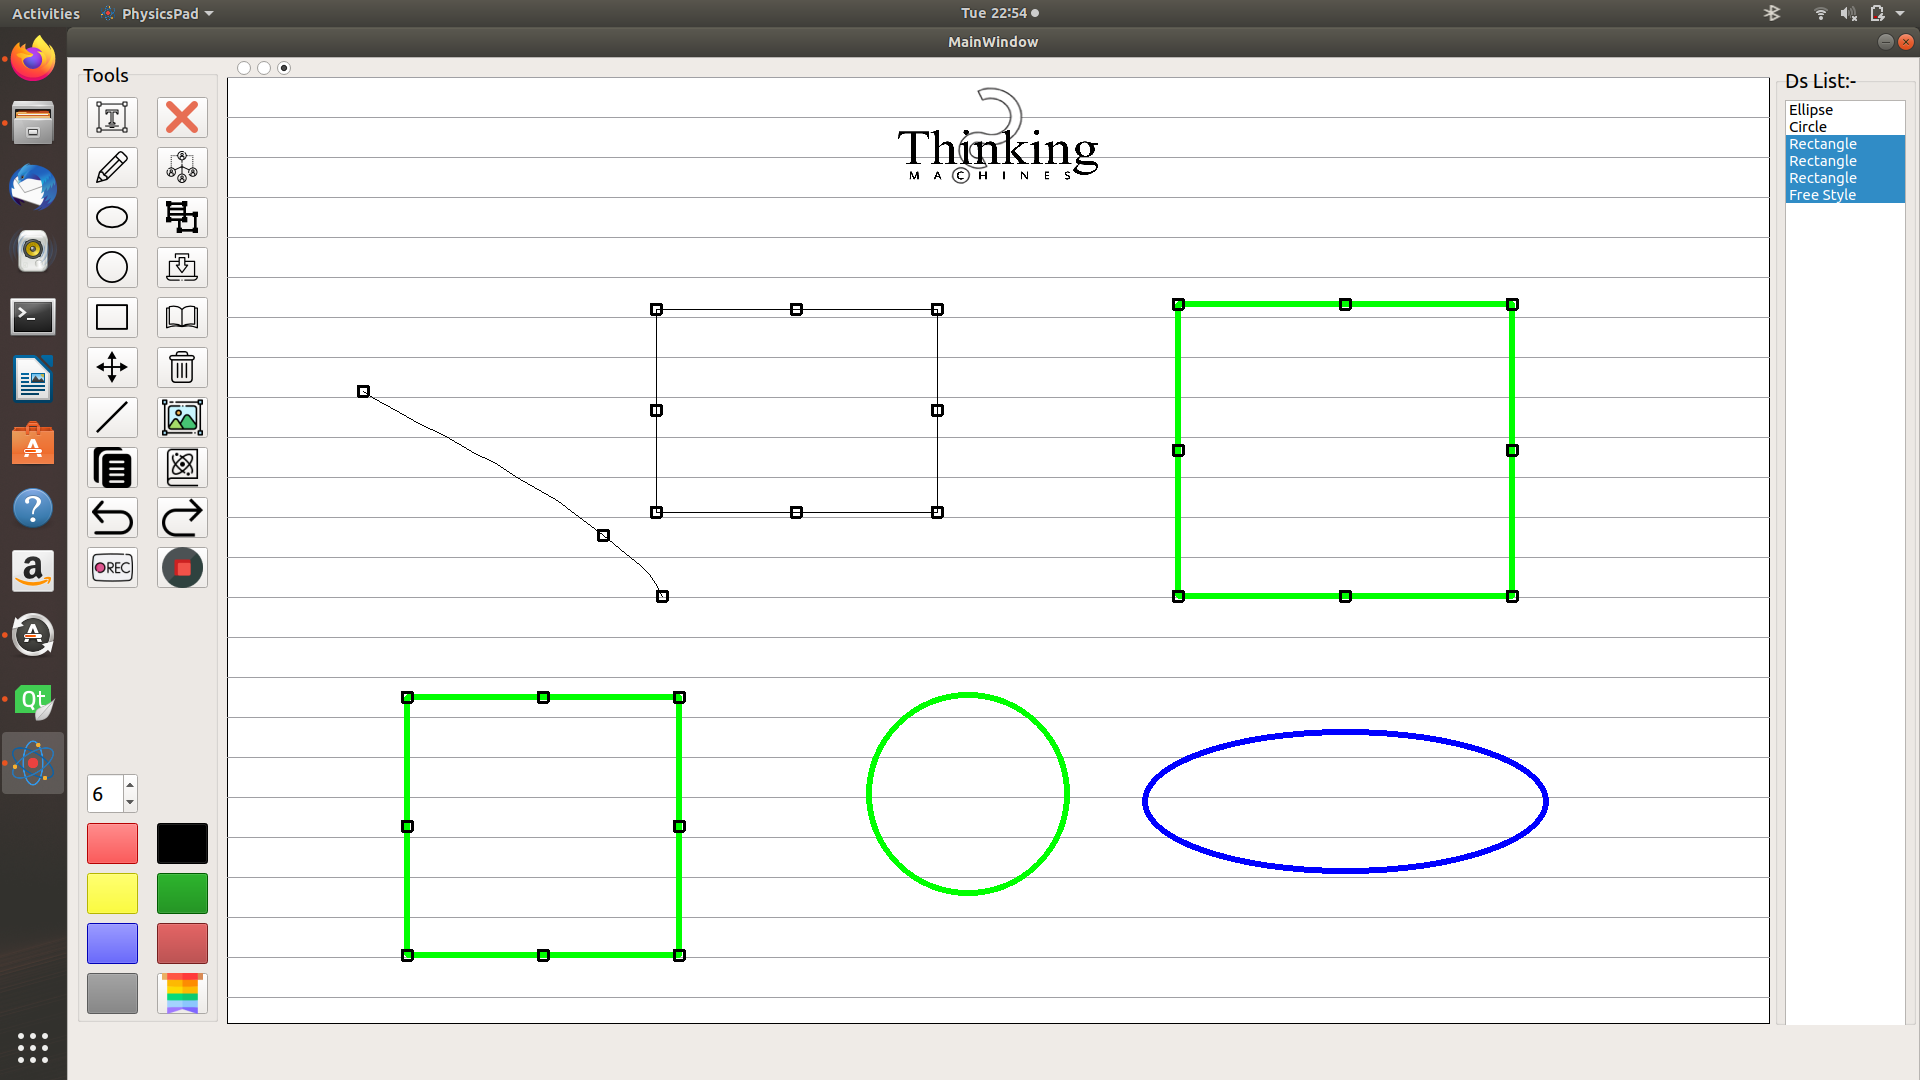 Activities
PhysicsPad
Tue 22:54
MainWindow
Tools
T
REC
6
Thinking
MACHINES
Ds List:-
Ellipse
Circle
Rectangle
Rectangle
Rectangle
Free Style
Qt